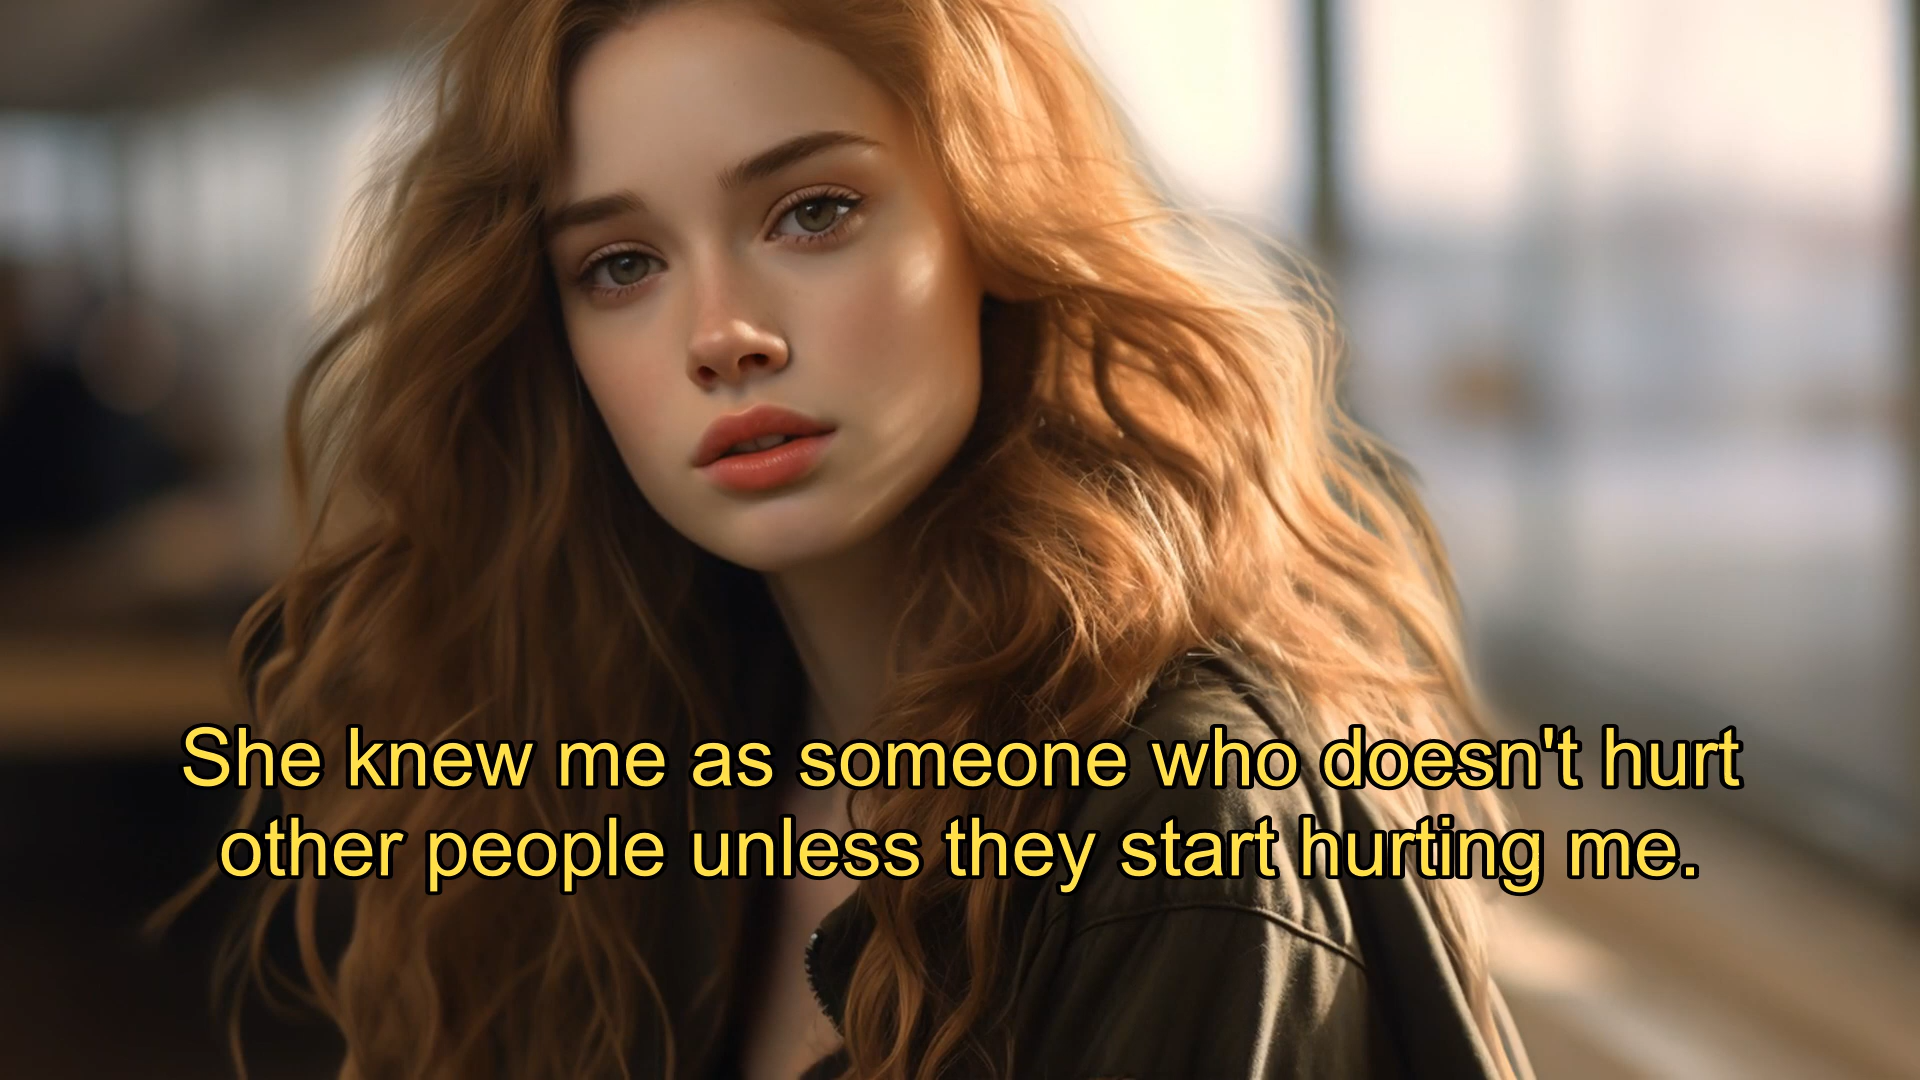 She knew me as someone who doesn't hurt
other people unless they start hurting me.